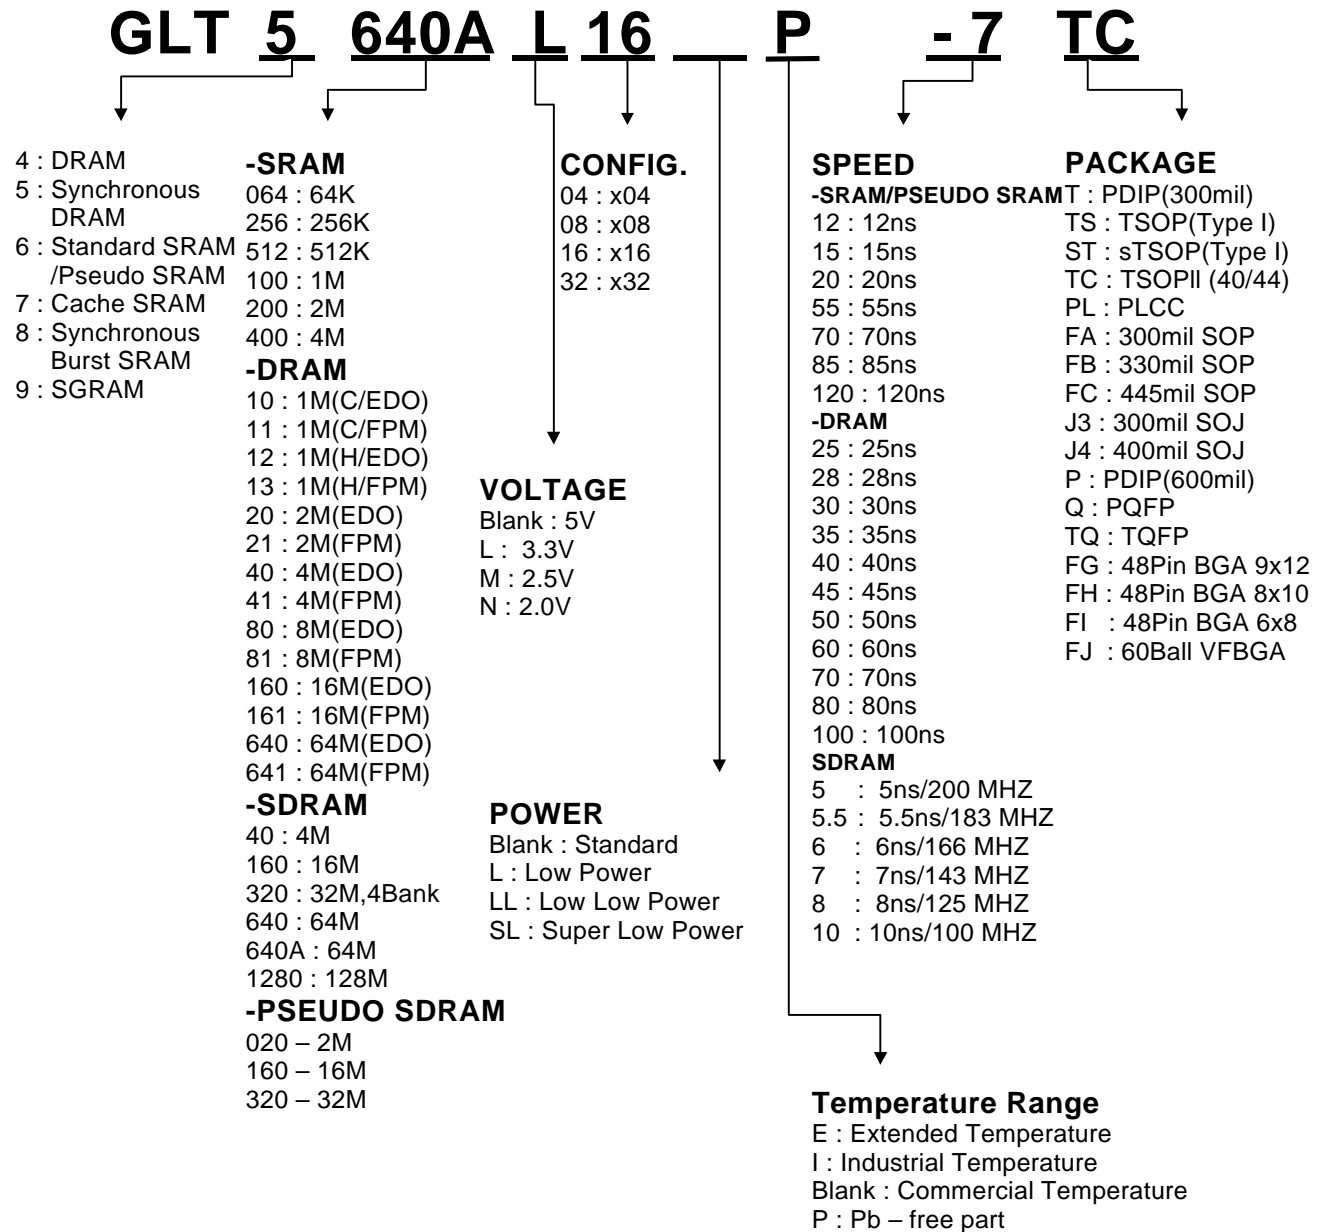 GLT 5 640A L 16 P - 7 TC
4 : DRAM
5 : Synchronous
DRAM
6 : Standard SRAM
/Pseudo SRAM
7 : Cache SRAM
8 : Synchronous
Burst SRAM
9 : SGRAM
-SRAM
064 : 64K
256 : 256K
512 : 512K
100 : 1M
200 : 2M
400 : 4M
-DRAM
10 : 1M(C/EDO)
11 : 1M(C/FPM)
12 : 1M(H/EDO)
13 : 1M(H/FPM)
20 : 2M(EDO)
21 : 2M(FPM)
40 : 4M(EDO)
41 : 4M(FPM)
80 : 8M(EDO)
81 : 8M(FPM)
160 : 16M(EDO)
161 : 16M(FPM)
640 : 64M(EDO)
641 : 64M(FPM)
-SDRAM
40 : 4M
160 : 16M
320 : 32M,4Bank
640 : 64M
640A : 64M
1280 : 128M
-PSEUDO SDRAM
020 – 2M
160 – 16M
320 – 32M
VOLTAGE
Blank : 5V
L : 3.3V
M : 2.5V
N : 2.0V
CONFIG.
04 : x04
08 : x08
16 : x16
32 : x32
POWER
Blank : Standard
L : Low Power
LL : Low Low Power
SL : Super Low Power
SPEED
-SRAM/PSEUDO SRAM
12 : 12ns
15 : 15ns
20 : 20ns
55 : 55ns
70 : 70ns
85 : 85ns
120 : 120ns
-DRAM
25 : 25ns
28 : 28ns
30 : 30ns
35 : 35ns
40 : 40ns
45 : 45ns
50 : 50ns
60 : 60ns
70 : 70ns
80 : 80ns
100 : 100ns
SDRAM
5 : 5ns/200 MHZ
5.5 : 5.5ns/183 MHZ
6 : 6ns/166 MHZ
7 : 7ns/143 MHZ
8 : 8ns/125 MHZ
10 : 10ns/100 MHZ
Temperature Range
E : Extended Temperature
I : Industrial Temperature
Blank : Commercial Temperature
P : Pb – free part
PACKAGE
T : PDIP(300mil)
TS : TSOP(Type I)
ST : sTSOP(Type I)
TC : TSOPll (40/44)
PL : PLCC
FA : 300mil SOP
FB : 330mil SOP
FC : 445mil SOP
J3 : 300mil SOJ
J4 : 400mil SOJ
P : PDIP(600mil)
Q : PQFP
TQ : TQFP
FG : 48Pin BGA 9x12
FH : 48Pin BGA 8x10
FI : 48Pin BGA 6x8
FJ : 60Ball VFBGA